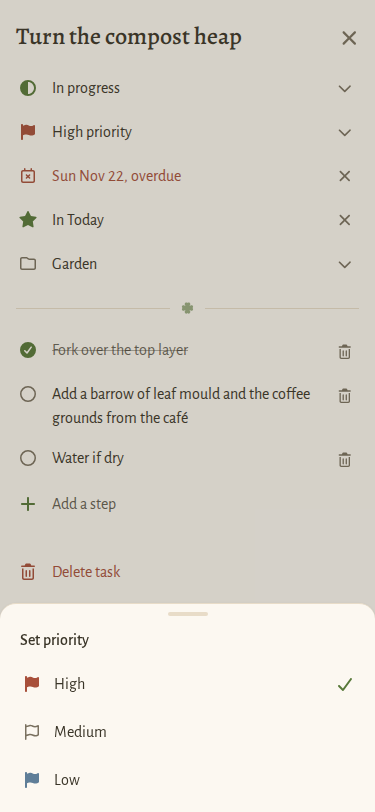 Turn the compost heap
In progress
High priority
Sun Nov 22, overdue
In Today
Garden
Fork over the top layer
Add a barrow of leaf mould and the coffee
grounds from the café
Water if dry
Add a step
Delete task
Set priority
High
Medium
Low